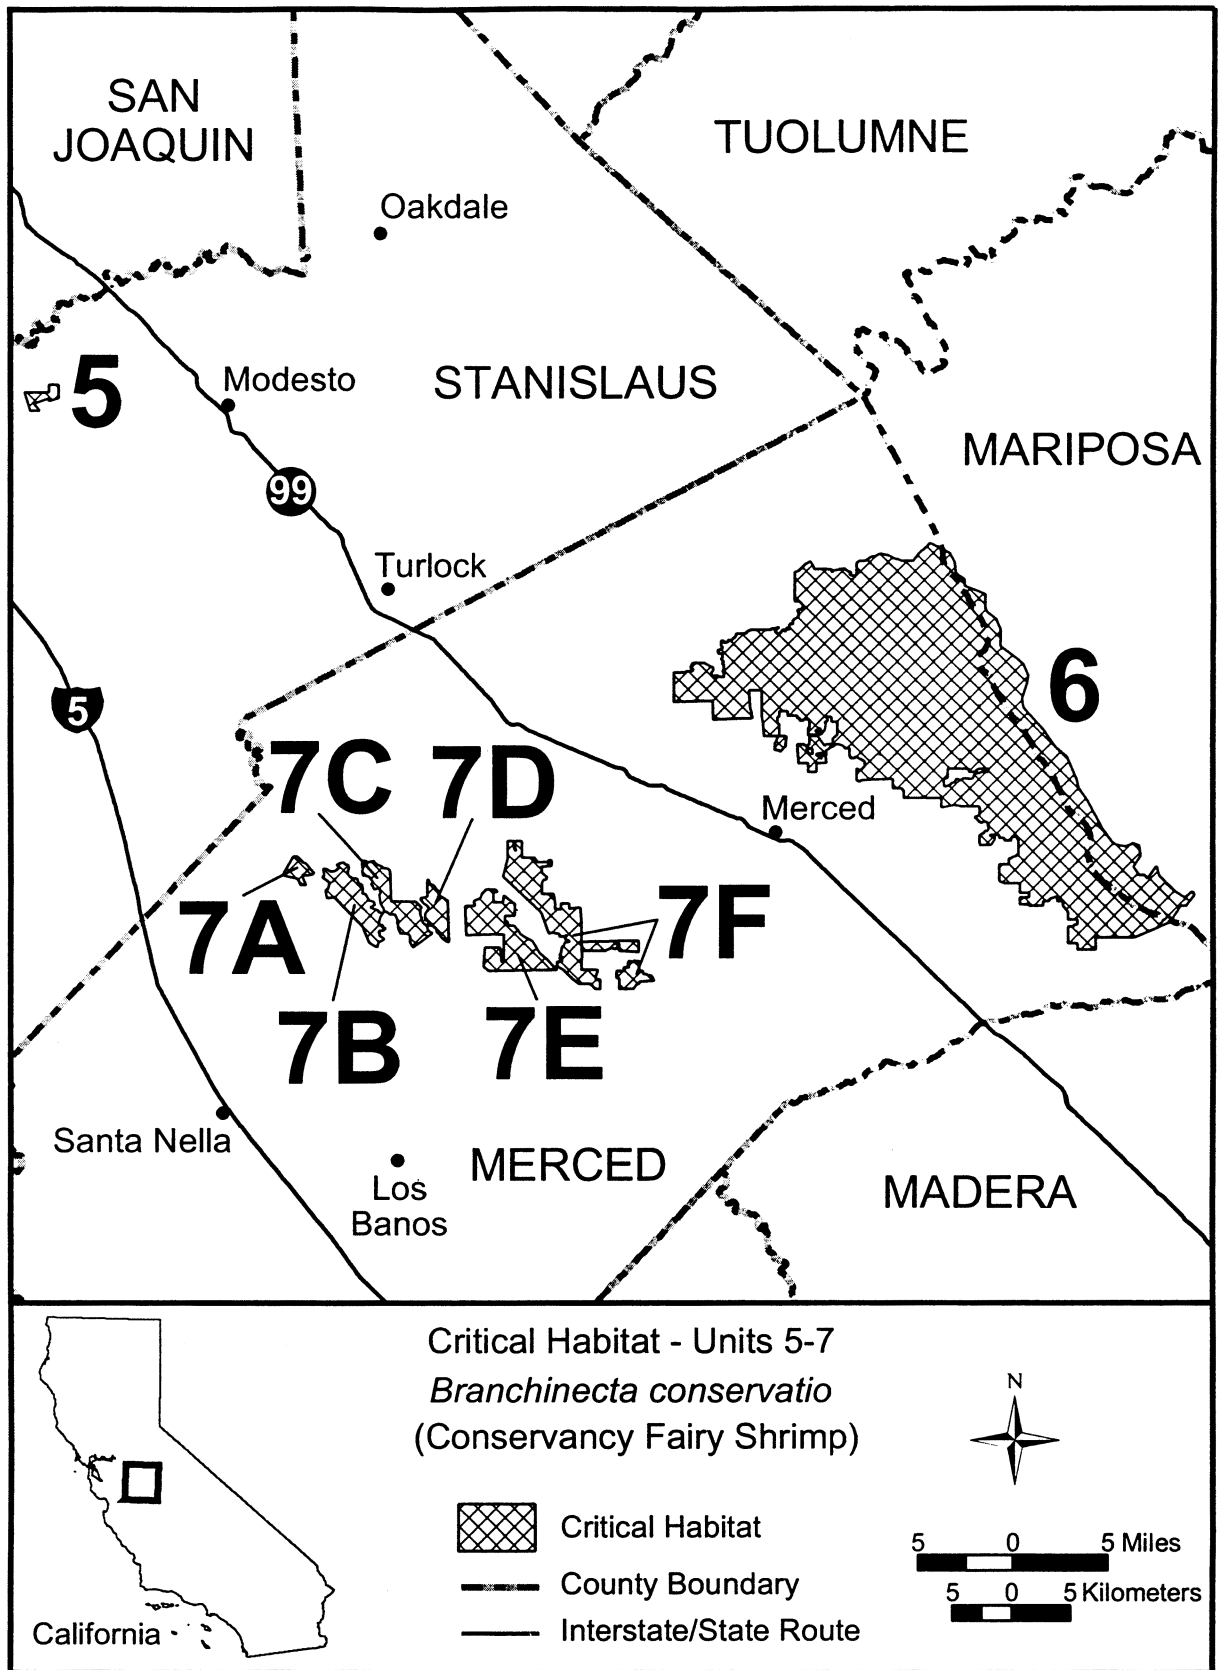 SAN
JOAQUIN
TUOLUMNE
Oakdale
5
Modesto
STANISLAUS
MARIPOSA
99
Turlock
5
6
7C
7D
Merced
7A
7F
7B
7E
Santa Nella
Los
Banos
MERCED
MADERA
Critical Habitat - Units 5-7
Branchinecta conservatio
(Conservancy Fairy Shrimp)
N
Critical Habitat
County Boundary
Interstate/State Route
5 0 5 Miles
5 0 5 Kilometers
California